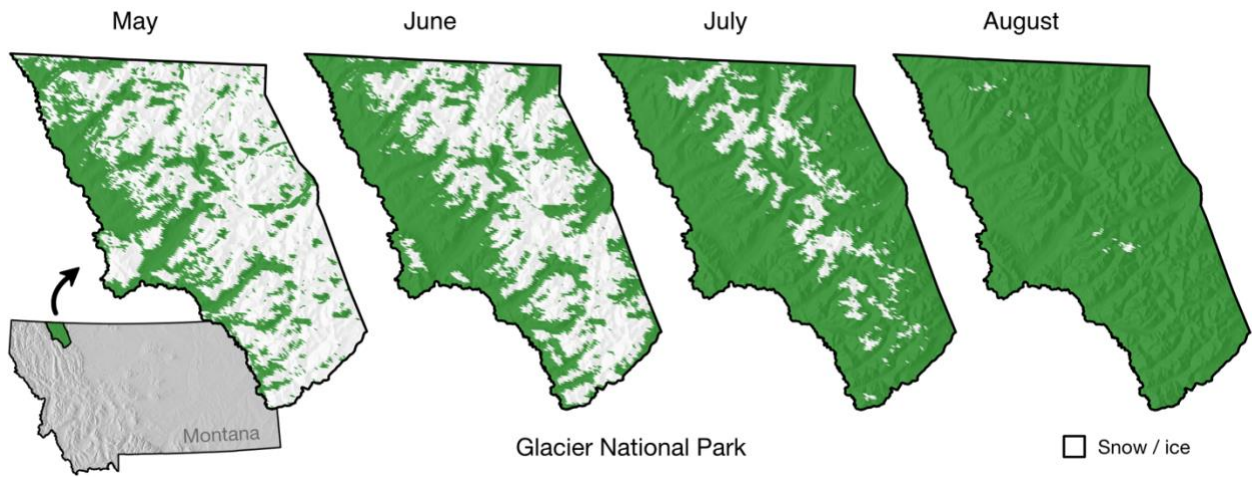 May
June
July
August
Montana
Glacier National Park
Snow / ice